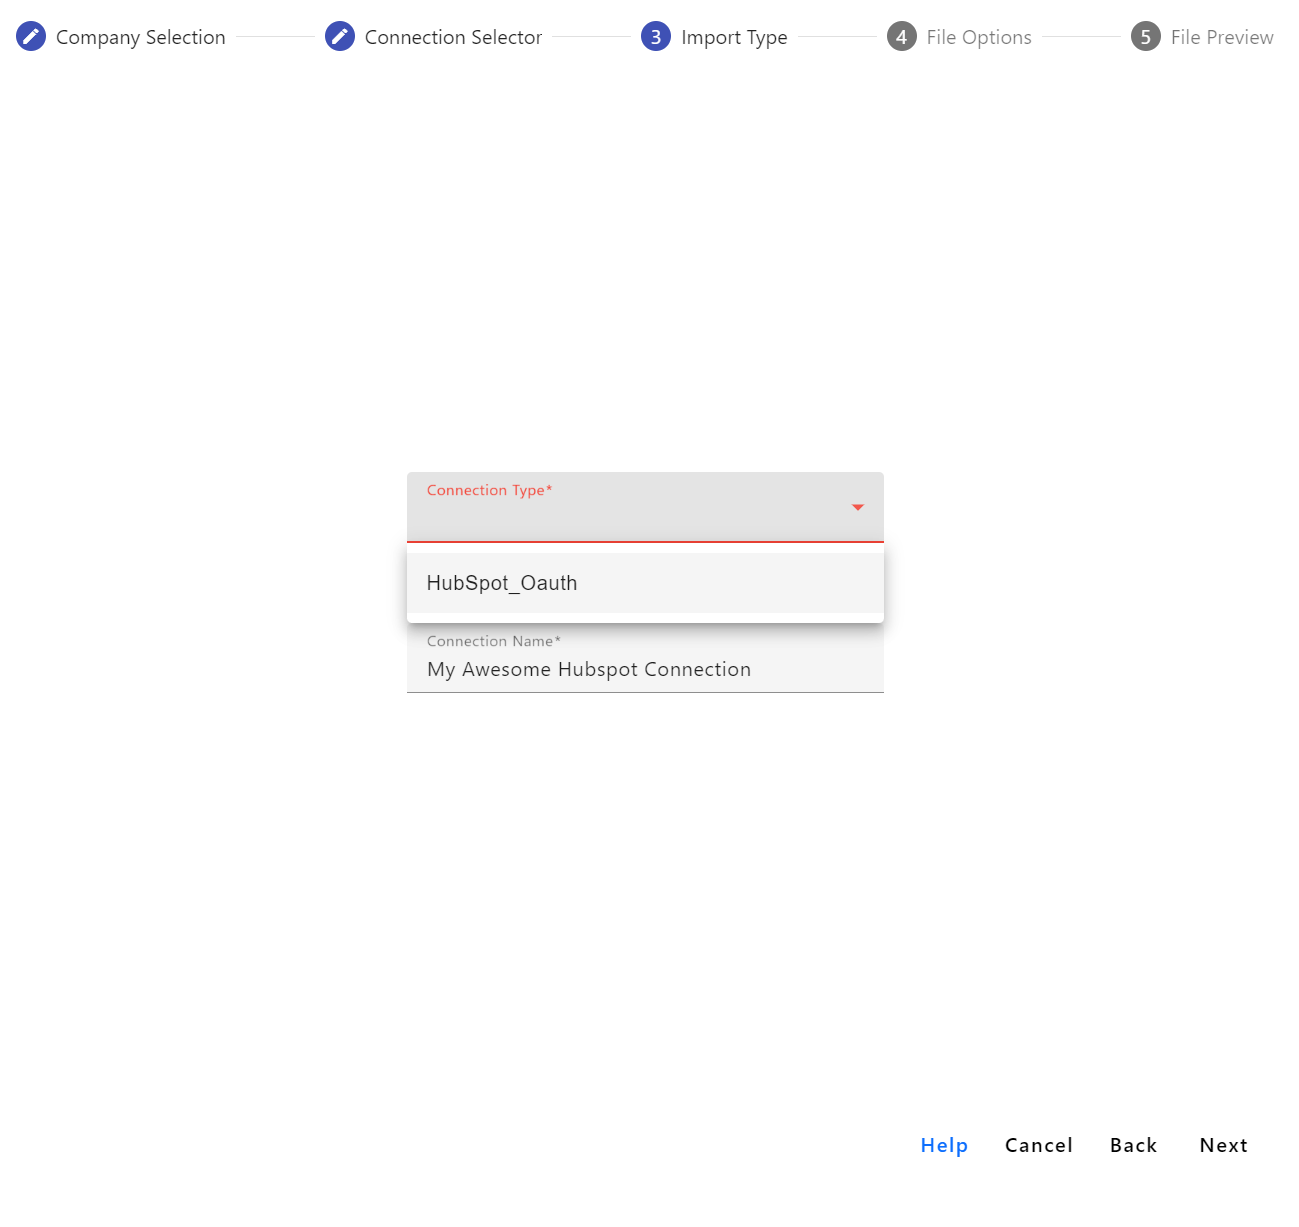 Company Selection
Connection Selector
3 Import Type
4 File Options
5 File Preview
Connection Type*
HubSpot_Oauth
Connection Name*
My Awesome Hubspot Connection
Help Cancel Back Next